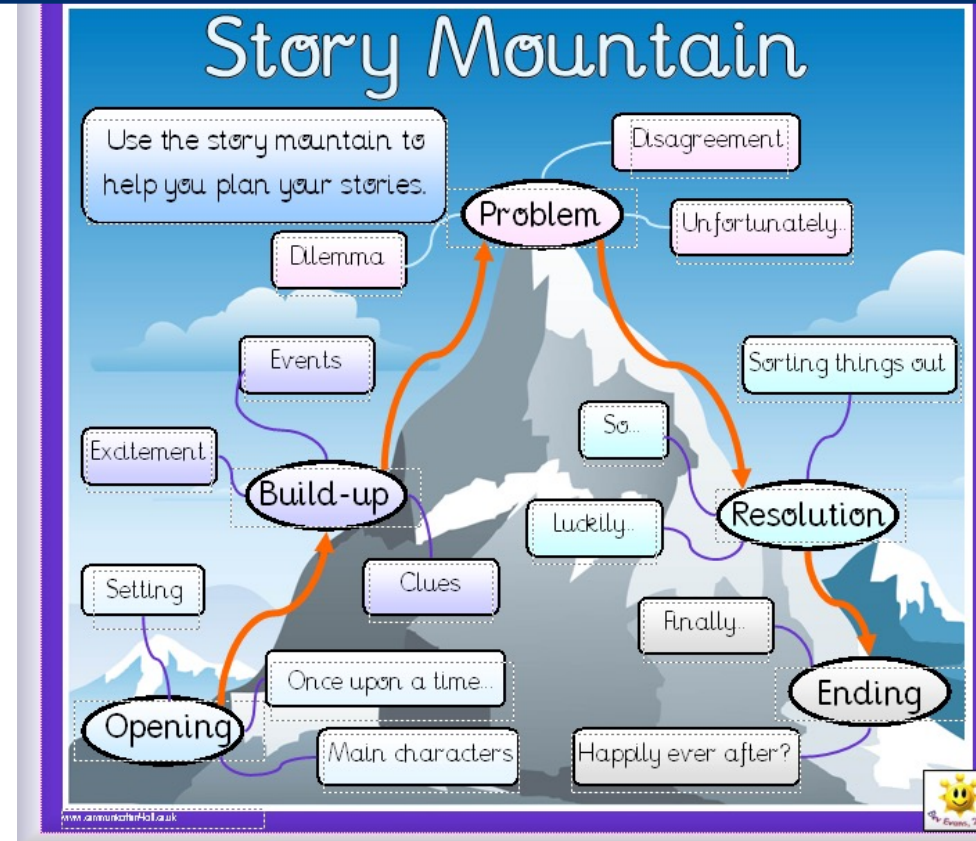 Story Mountain
Use the story mountain to
help you plan your stories.
Disagreement
Problem
Unfortunately...
Dilemma
Events
Sorting things out
So...
Excitement
Build-up
Luckily...
Resolution
Clues
Setting
Finally...
Once upon a time...
Ending
Opening
Main characters
Happily ever after?